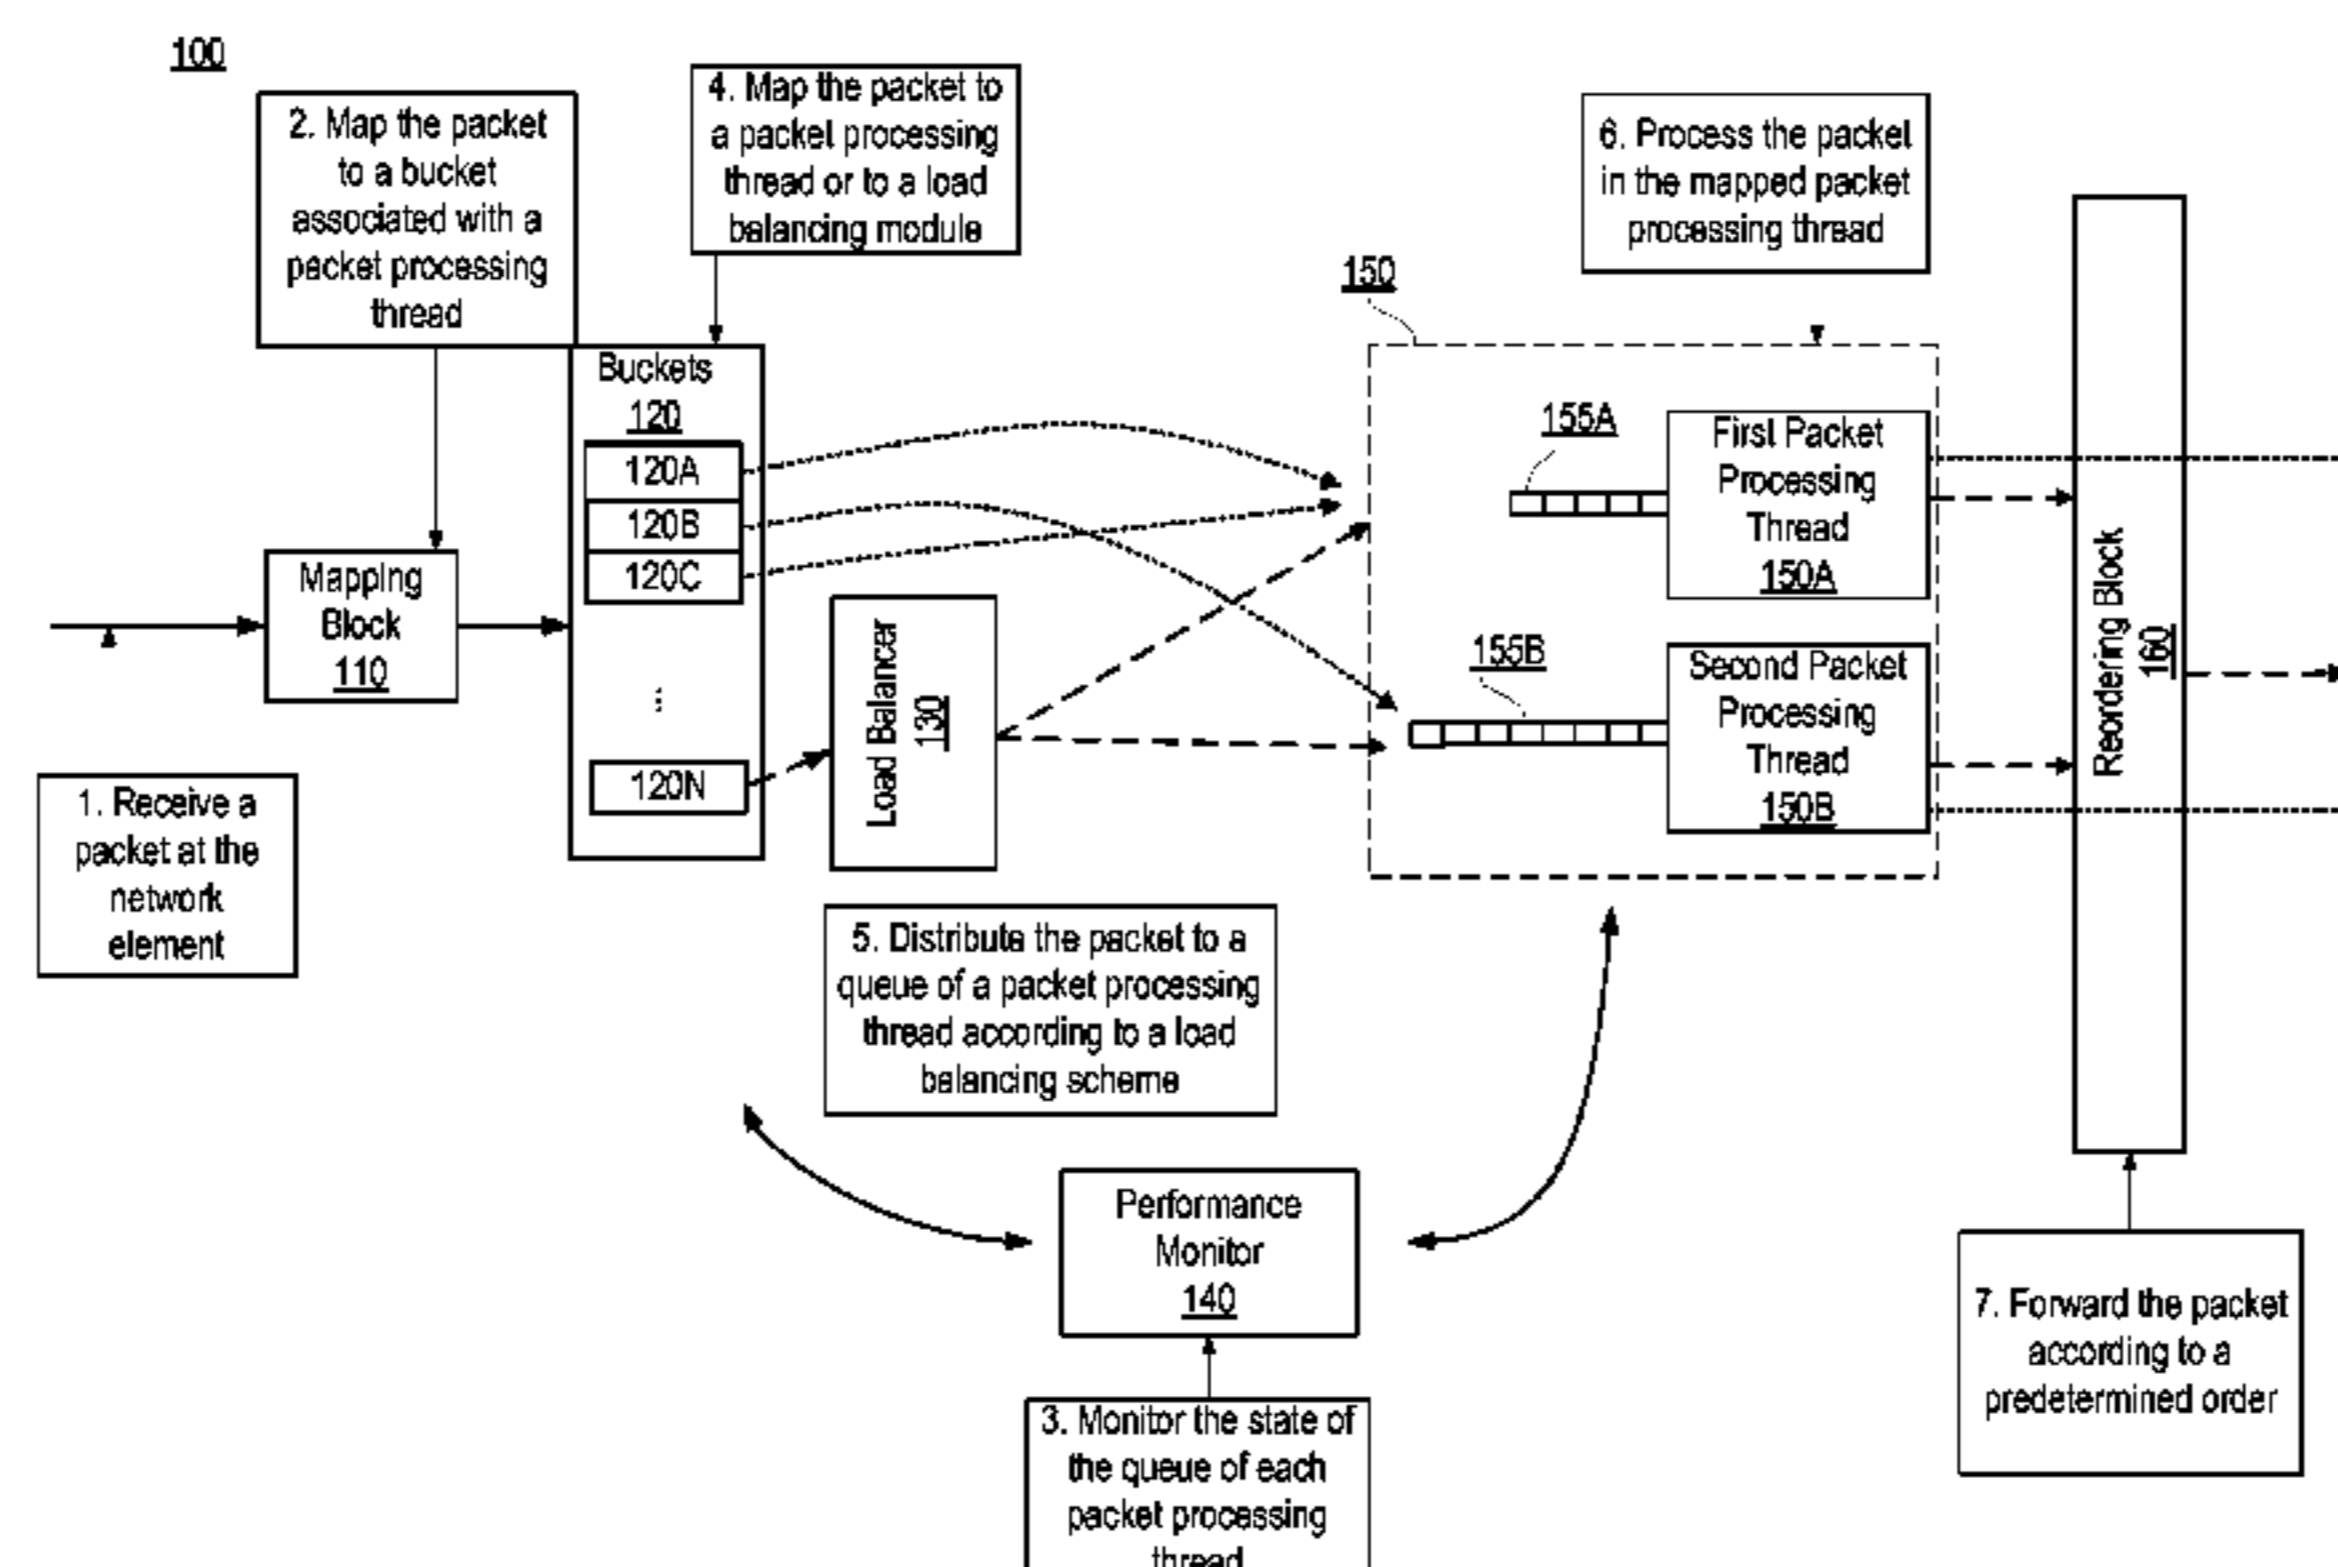 100
2. Map the packet
to a bucket
associated with a
packet processing
thread
4. Map the packet to
a packet processing
thread or to a load
balancing module
6. Process the packet
in the mapped packet
processing thread
150
Buckets
120
120A
120B
120C
...
120N
155A
First Packet
Processing
Thread
150A
Mapping
Block
110
Load Balancer
130
155B
Second Packet
Processing
Thread
150B
Reordering Block
160
1. Receive a
packet at the
network
element
5. Distribute the packet to a
queue of a packet processing
thread according to a load
balancing scheme
Performance
Monitor
140
7. Forward the packet
according to a
predetermined order
3. Monitor the state of
the queue of each
packet processing
thread